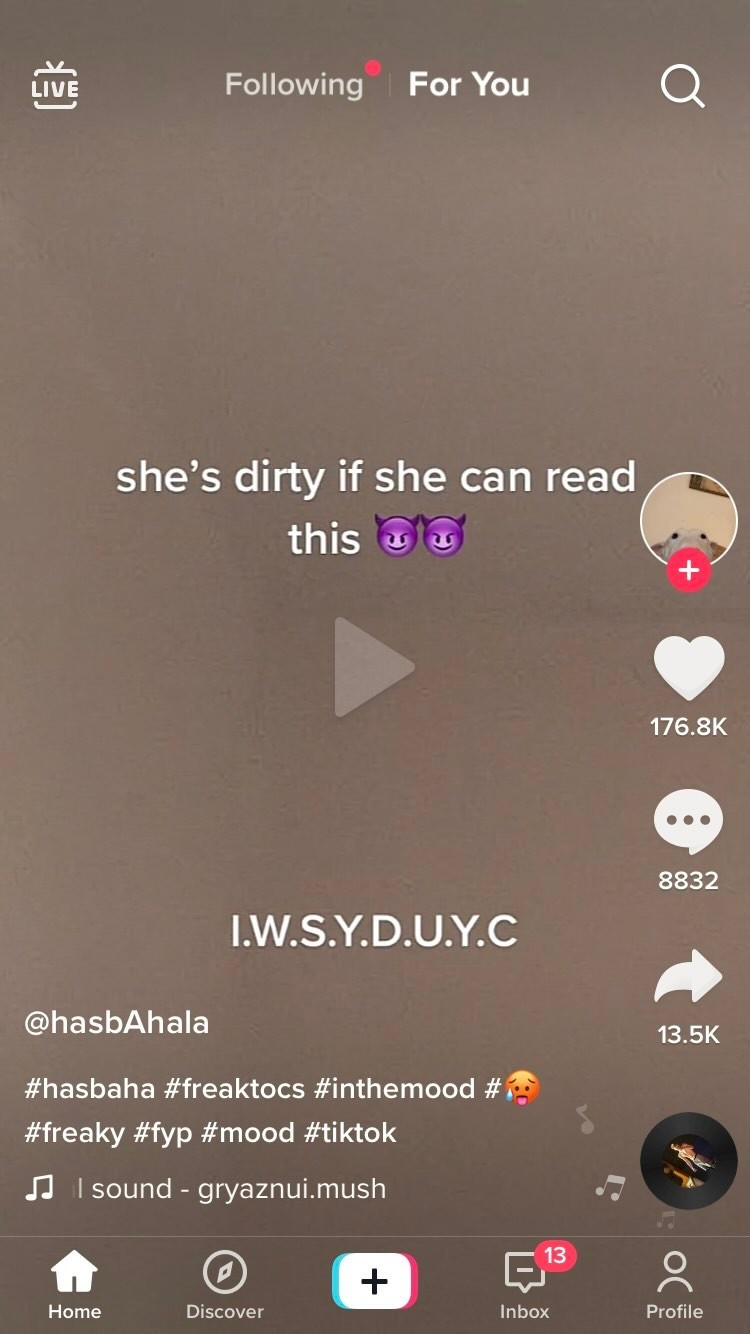 LIVE
Following
For You
she's dirty if she can read
this 😈😈
176.8K
8832
I.W.S.Y.D.U.Y.C
13.5K
@hasbAhala
#hasbaha #freaktocs #inthemood #🥵
#freaky #fyp #mood #tiktok
l sound - gryaznui.mush
Home
Discover
13
Inbox
Profile